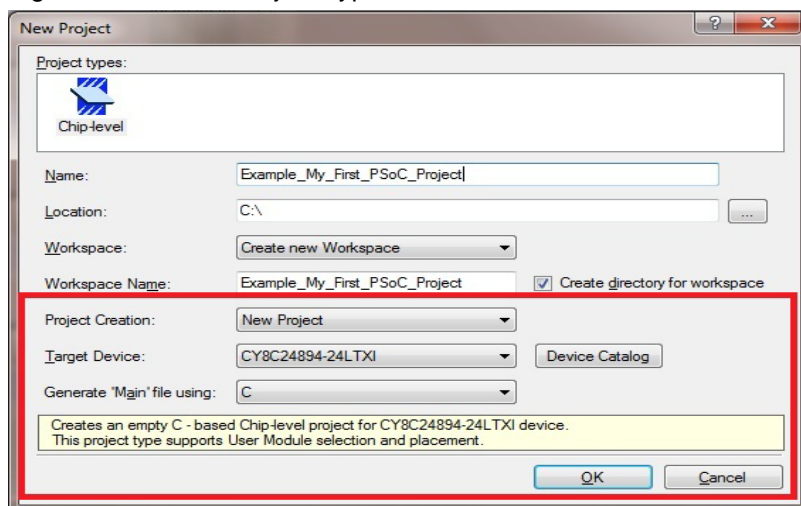 New Project
Project types:
Chip-level
Name: Example_My_First_PSoC_Project
Location: C:\ ...
Workspace: Create new Workspace
Workspace Name: Example_My_First_PSoC_Project Create directory for workspace
Project Creation: New Project
Target Device: CY8C24894-24LTXI Device Catalog
Generate 'Main' file using: C
Creates an empty C - based Chip-level project for CY8C24894-24LTXI device.
This project type supports User Module selection and placement.
OK Cancel